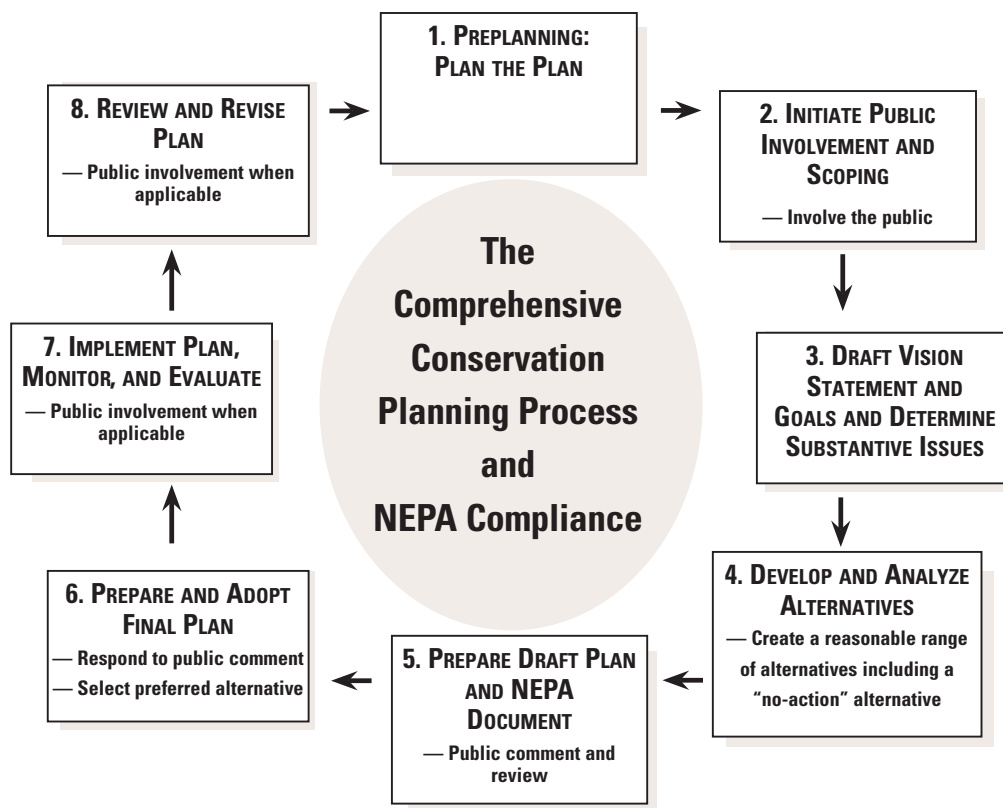 1. PREPLANNING:
PLAN THE PLAN
2. INITIATE PUBLIC
INVOLVEMENT AND
SCOPING
— Involve the public
3. DRAFT VISION
STATEMENT AND
GOALS AND DETERMINE
SUBSTANTIVE ISSUES
4. DEVELOP AND ANALYZE
ALTERNATIVES
— Create a reasonable range
of alternatives including a
“no-action” alternative
5. PREPARE DRAFT PLAN
AND NEPA
DOCUMENT
— Public comment and
review
6. PREPARE AND ADOPT
FINAL PLAN
— Respond to public comment
— Select preferred alternative
7. IMPLEMENT PLAN,
MONITOR, AND EVALUATE
— Public involvement when
applicable
8. REVIEW AND REVISE
PLAN
— Public involvement when
applicable
The
Comprehensive
Conservation
Planning Process
and
NEPA Compliance